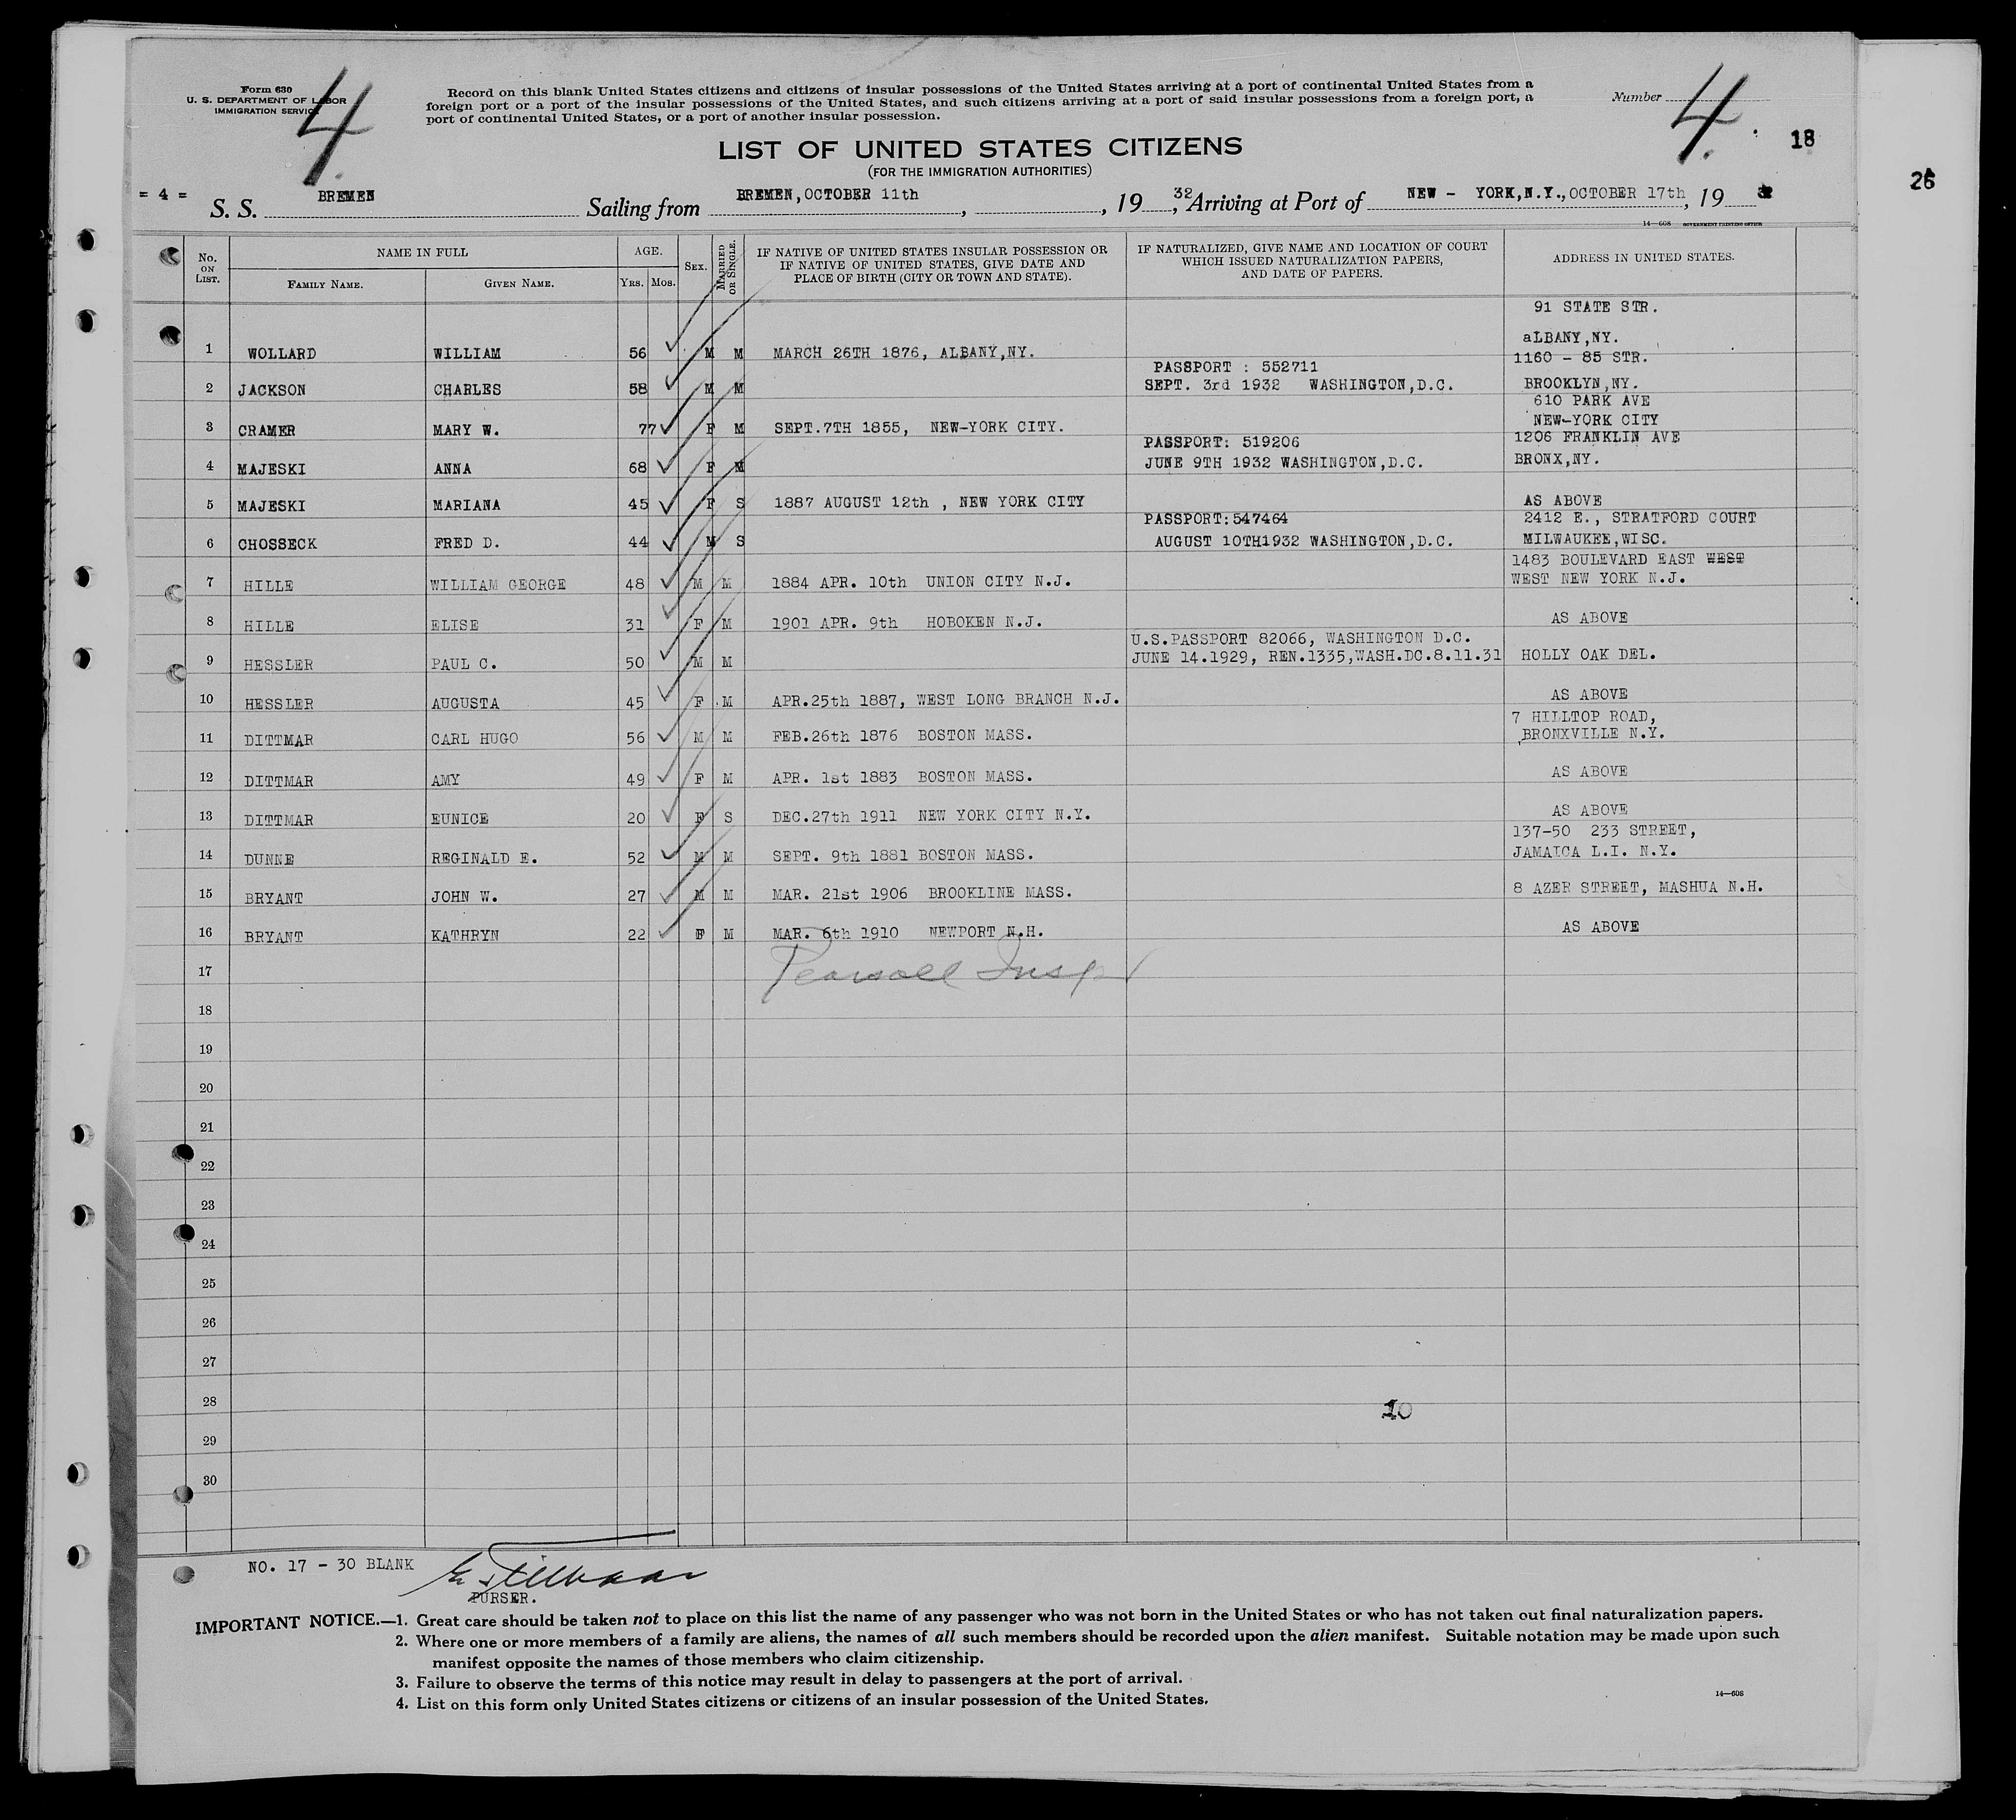 Form 630
U. S. DEPARTMENT OF LABOR
IMMIGRATION SERVICE
4
Record on this blank United States citizens and citizens of insular possessions of the United States arriving at a port of continental United States from a
foreign port or a port of the insular possessions of the United States, and such citizens arriving at a port of said insular possessions from a foreign port, a
port of continental United States, or a port of another insular possession.
Number 4.
18
26
LIST OF UNITED STATES CITIZENS
(FOR THE IMMIGRATION AUTHORITIES)
= 4 = S. S. BREMEN Sailing from BREMEN, OCTOBER 11th , , 19 32, Arriving at Port of NEW - YORK, N.Y., OCTOBER 17th, 19 32
14—608 GOVERNMENT PRINTING OFFICE
No. ON LIST. NAME IN FULL FAMILY NAME. GIVEN NAME. AGE. YRS. MOS. SEX. MARRIED OR SINGLE. IF NATIVE OF UNITED STATES INSULAR POSSESSION OR IF NATIVE OF UNITED STATES, GIVE DATE AND PLACE OF BIRTH (CITY OR TOWN AND STATE). IF NATURALIZED, GIVE NAME AND LOCATION OF COURT WHICH ISSUED NATURALIZATION PAPERS, AND DATE OF PAPERS. ADDRESS IN UNITED STATES.
91 STATE STR.
1 WOLLARD WILLIAM 56 M M MARCH 26TH 1876, ALBANY,NY. aLBANY,NY.
PASSPORT : 552711 1160 - 85 STR.
2 JACKSON CHARLES 58 M M SEPT. 3rd 1932 WASHINGTON,D.C. BROOKLYN,NY.
610 PARK AVE
3 CRAMER MARY W. 77 F M SEPT.7TH 1855, NEW-YORK CITY. NEW-YORK CITY
PASSPORT: 519206 1206 FRANKLIN AVE
4 MAJESKI ANNA 68 F M JUNE 9TH 1932 WASHINGTON,D.C. BRONX,NY.
5 MAJESKI MARIANA 45 F S 1887 AUGUST 12th , NEW YORK CITY AS ABOVE
PASSPORT:547464 2412 E., STRATFORD COURT
6 CHOSSECK FRED D. 44 M S AUGUST 10TH1932 WASHINGTON,D.C. MILWAUKEE,WISC.
1483 BOULEVARD EAST WEST
7 HILLE WILLIAM GEORGE 48 M M 1884 APR. 10th UNION CITY N.J. WEST NEW YORK N.J.
8 HILLE ELISE 31 F M 1901 APR. 9th HOBOKEN N.J. AS ABOVE
U.S.PASSPORT 82066, WASHINGTON D.C.
9 HESSLER PAUL C. 50 M M JUNE 14.1929, REN.1335,WASH.DC.8.11.31 HOLLY OAK DEL.
10 HESSLER AUGUSTA 45 F M APR.25th 1887, WEST LONG BRANCH N.J. AS ABOVE
7 HILLTOP ROAD,
11 DITTMAR CARL HUGO 56 M M FEB.26th 1876 BOSTON MASS. BRONXVILLE N.Y.
12 DITTMAR AMY 49 F M APR. 1st 1883 BOSTON MASS. AS ABOVE
13 DITTMAR EUNICE 20 F S DEC.27th 1911 NEW YORK CITY N.Y. AS ABOVE
137-50 233 STREET,
14 DUNNE REGINALD E. 52 M M SEPT. 9th 1881 BOSTON MASS. JAMAICA L.I. N.Y.
15 BRYANT JOHN W. 27 M M MAR. 21st 1906 BROOKLINE MASS. 8 AZER STREET, MASHUA N.H.
16 BRYANT KATHRYN 22 F M MAR. 6th 1910 NEWPORT N.H. AS ABOVE
17 Pearsall Insp
18
19
20
21
22
23
24
25
26
27
28 10
29
30
NO. 17 - 30 BLANK
PURSER.
IMPORTANT NOTICE.—1. Great care should be taken not to place on this list the name of any passenger who was not born in the United States or who has not taken out final naturalization papers.
2. Where one or more members of a family are aliens, the names of all such members should be recorded upon the alien manifest. Suitable notation may be made upon such
manifest opposite the names of those members who claim citizenship.
3. Failure to observe the terms of this notice may result in delay to passengers at the port of arrival.
4. List on this form only United States citizens or citizens of an insular possession of the United States.
14—608